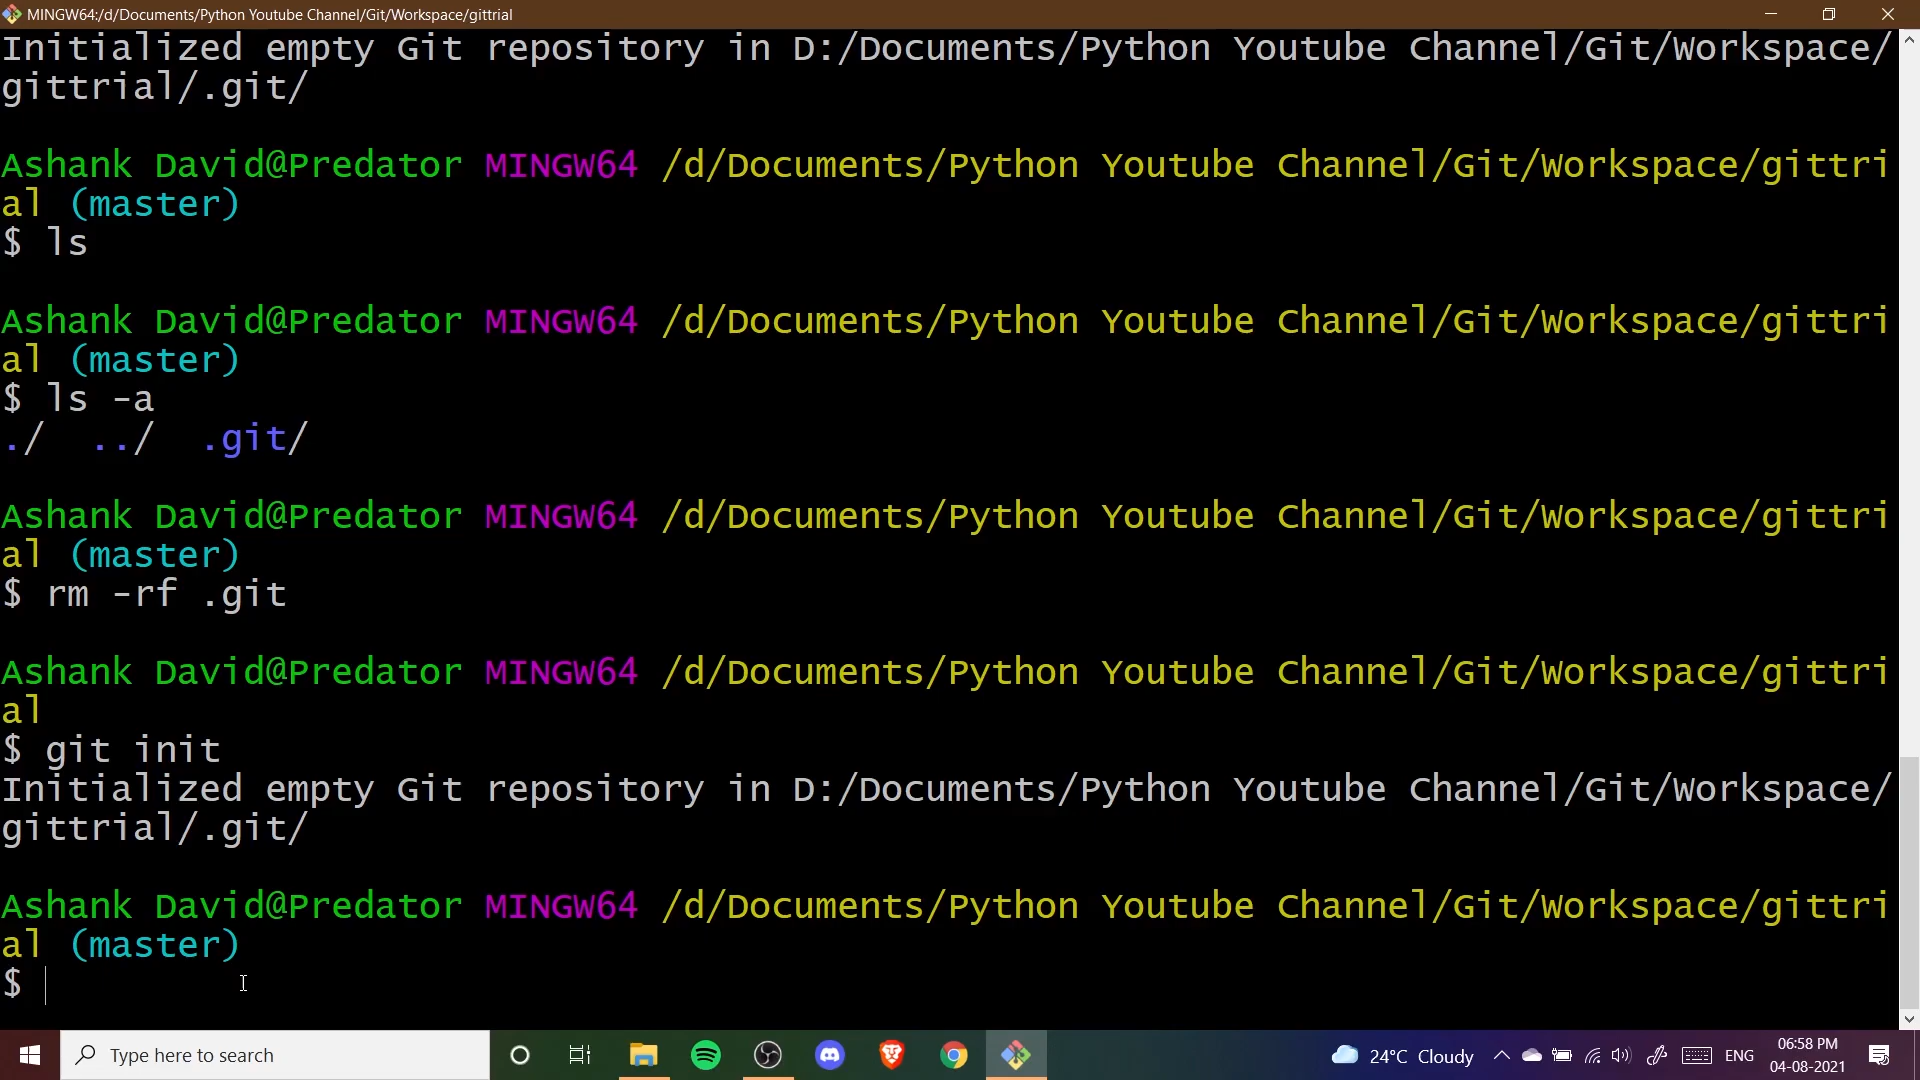 MINGW64:/d/Documents/Python Youtube Channel/Git/Workspace/gittrial
Initialized empty Git repository in D:/Documents/Python Youtube Channel/Git/Workspace/
gittrial/.git/
Ashank David@Predator MINGW64 /d/Documents/Python Youtube Channel/Git/Workspace/gittri
al (master)
$ ls
Ashank David@Predator MINGW64 /d/Documents/Python Youtube Channel/Git/Workspace/gittri
al (master)
$ ls -a
./  ../  .git/
Ashank David@Predator MINGW64 /d/Documents/Python Youtube Channel/Git/Workspace/gittri
al (master)
$ rm -rf .git
Ashank David@Predator MINGW64 /d/Documents/Python Youtube Channel/Git/Workspace/gittri
al
$ git init
Initialized empty Git repository in D:/Documents/Python Youtube Channel/Git/Workspace/
gittrial/.git/
Ashank David@Predator MINGW64 /d/Documents/Python Youtube Channel/Git/Workspace/gittri
al (master)
$
Type here to search
24°C Cloudy
ENG
06:58 PM
04-08-2021